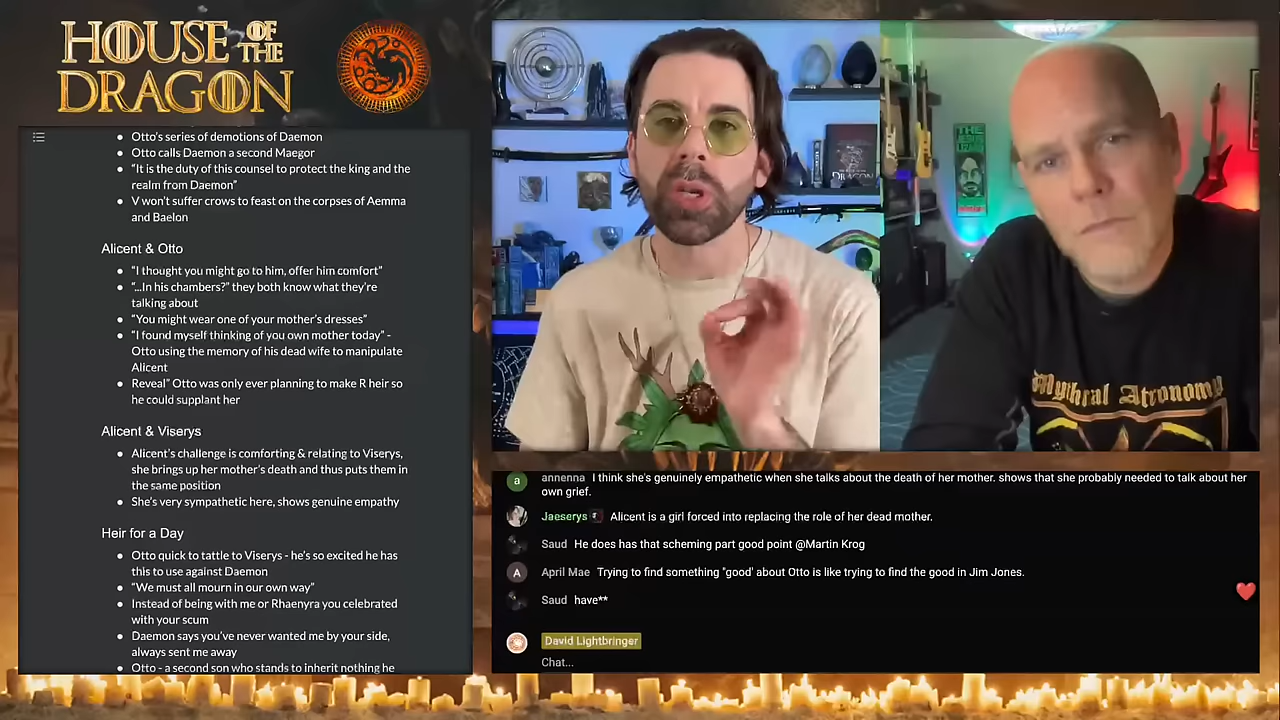 HOUSE OF THE
DRAGON
Otto's series of demotions of Daemon
Otto calls Daemon a second Maegor
"It is the duty of this counsel to protect the king and the
realm from Daemon"
V won't suffer crows to feast on the corpses of Aemma
and Baelon
Alicent & Otto
"I thought you might go to him, offer him comfort"
"...In his chambers?" they both know what they're
talking about
"You might wear one of your mother's dresses"
"I found myself thinking of you own mother today" -
Otto using the memory of his dead wife to manipulate
Alicent
Reveal" Otto was only ever planning to make R heir so
he could supplant her
Alicent & Viserys
Alicent's challenge is comforting & relating to Viserys,
she brings up her mother's death and thus puts them in
the same position
She's very sympathetic here, shows genuine empathy
Heir for a Day
Otto quick to tattle to Viserys - he's so excited he has
this to use against Daemon
"We must all mourn in our own way"
Instead of being with me or Rhaenyra you celebrated
with your scum
Daemon says you've never wanted me by your side,
always sent me away
Otto - a second son who stands to inherit nothing he
DRAGON
THE
Mythical Astronomy
a annenna I think she's genuinely empathetic when she talks about the death of her mother. shows that she probably needed to talk about her
own grief.
Jaeserys Alicent is a girl forced into replacing the role of her dead mother.
Saud He does has that scheming part good point @Martin Krog
A April Mae Trying to find something "good' about Otto is like trying to find the good in Jim Jones.
Saud have**
David Lightbringer
Chat...